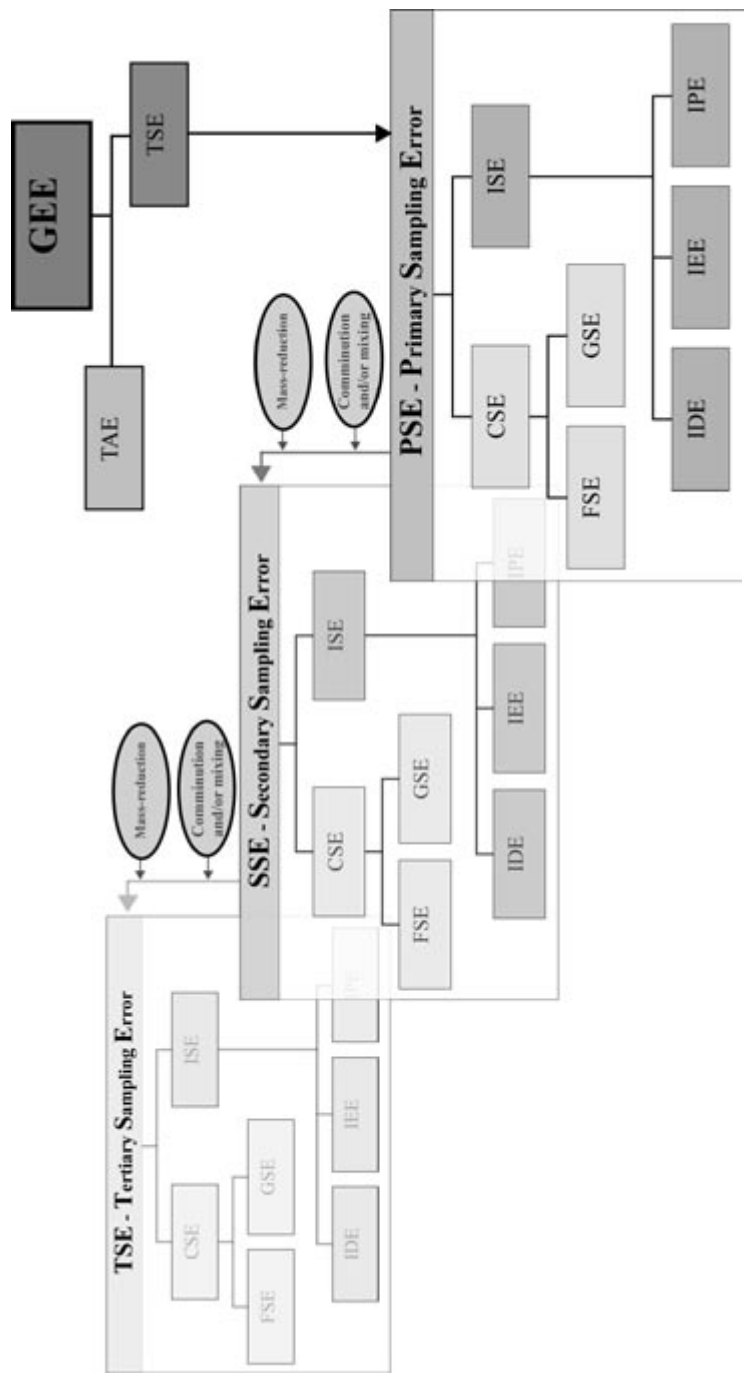 GEE
TAE
TSE
PSE - Primary Sampling Error
CSE
ISE
FSE
GSE
IDE
IEE
IPE
Mass-reduction
Comminution
and/or mixing
SSE - Secondary Sampling Error
CSE
ISE
FSE
GSE
IDE
IEE
IPE
Mass-reduction
Comminution
and/or mixing
TSE - Tertiary Sampling Error
CSE
ISE
FSE
GSE
IDE
IEE
IPE